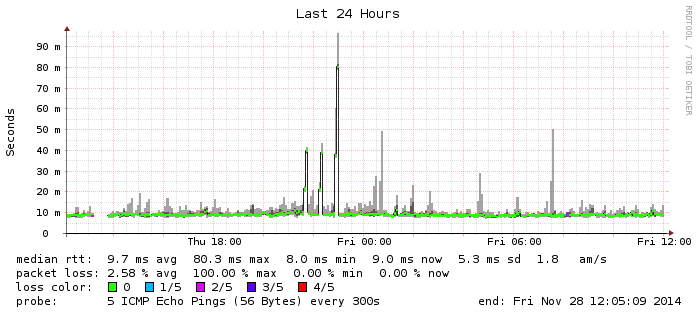 Last 24 Hours
RRDTOOL / TOBI OETIKER
Seconds
90 m
80 m
70 m
60 m
50 m
40 m
30 m
20 m
10 m
0
Thu 18:00 Fri 00:00 Fri 06:00 Fri 12:00
median rtt: 9.7 ms avg 80.3 ms max 8.0 ms min 9.0 ms now 5.3 ms sd 1.8 am/s
packet loss: 2.58 % avg 100.00 % max 0.00 % min 0.00 % now
loss color: 0 1/5 2/5 3/5 4/5
probe: 5 ICMP Echo Pings (56 Bytes) every 300s end: Fri Nov 28 12:05:09 2014